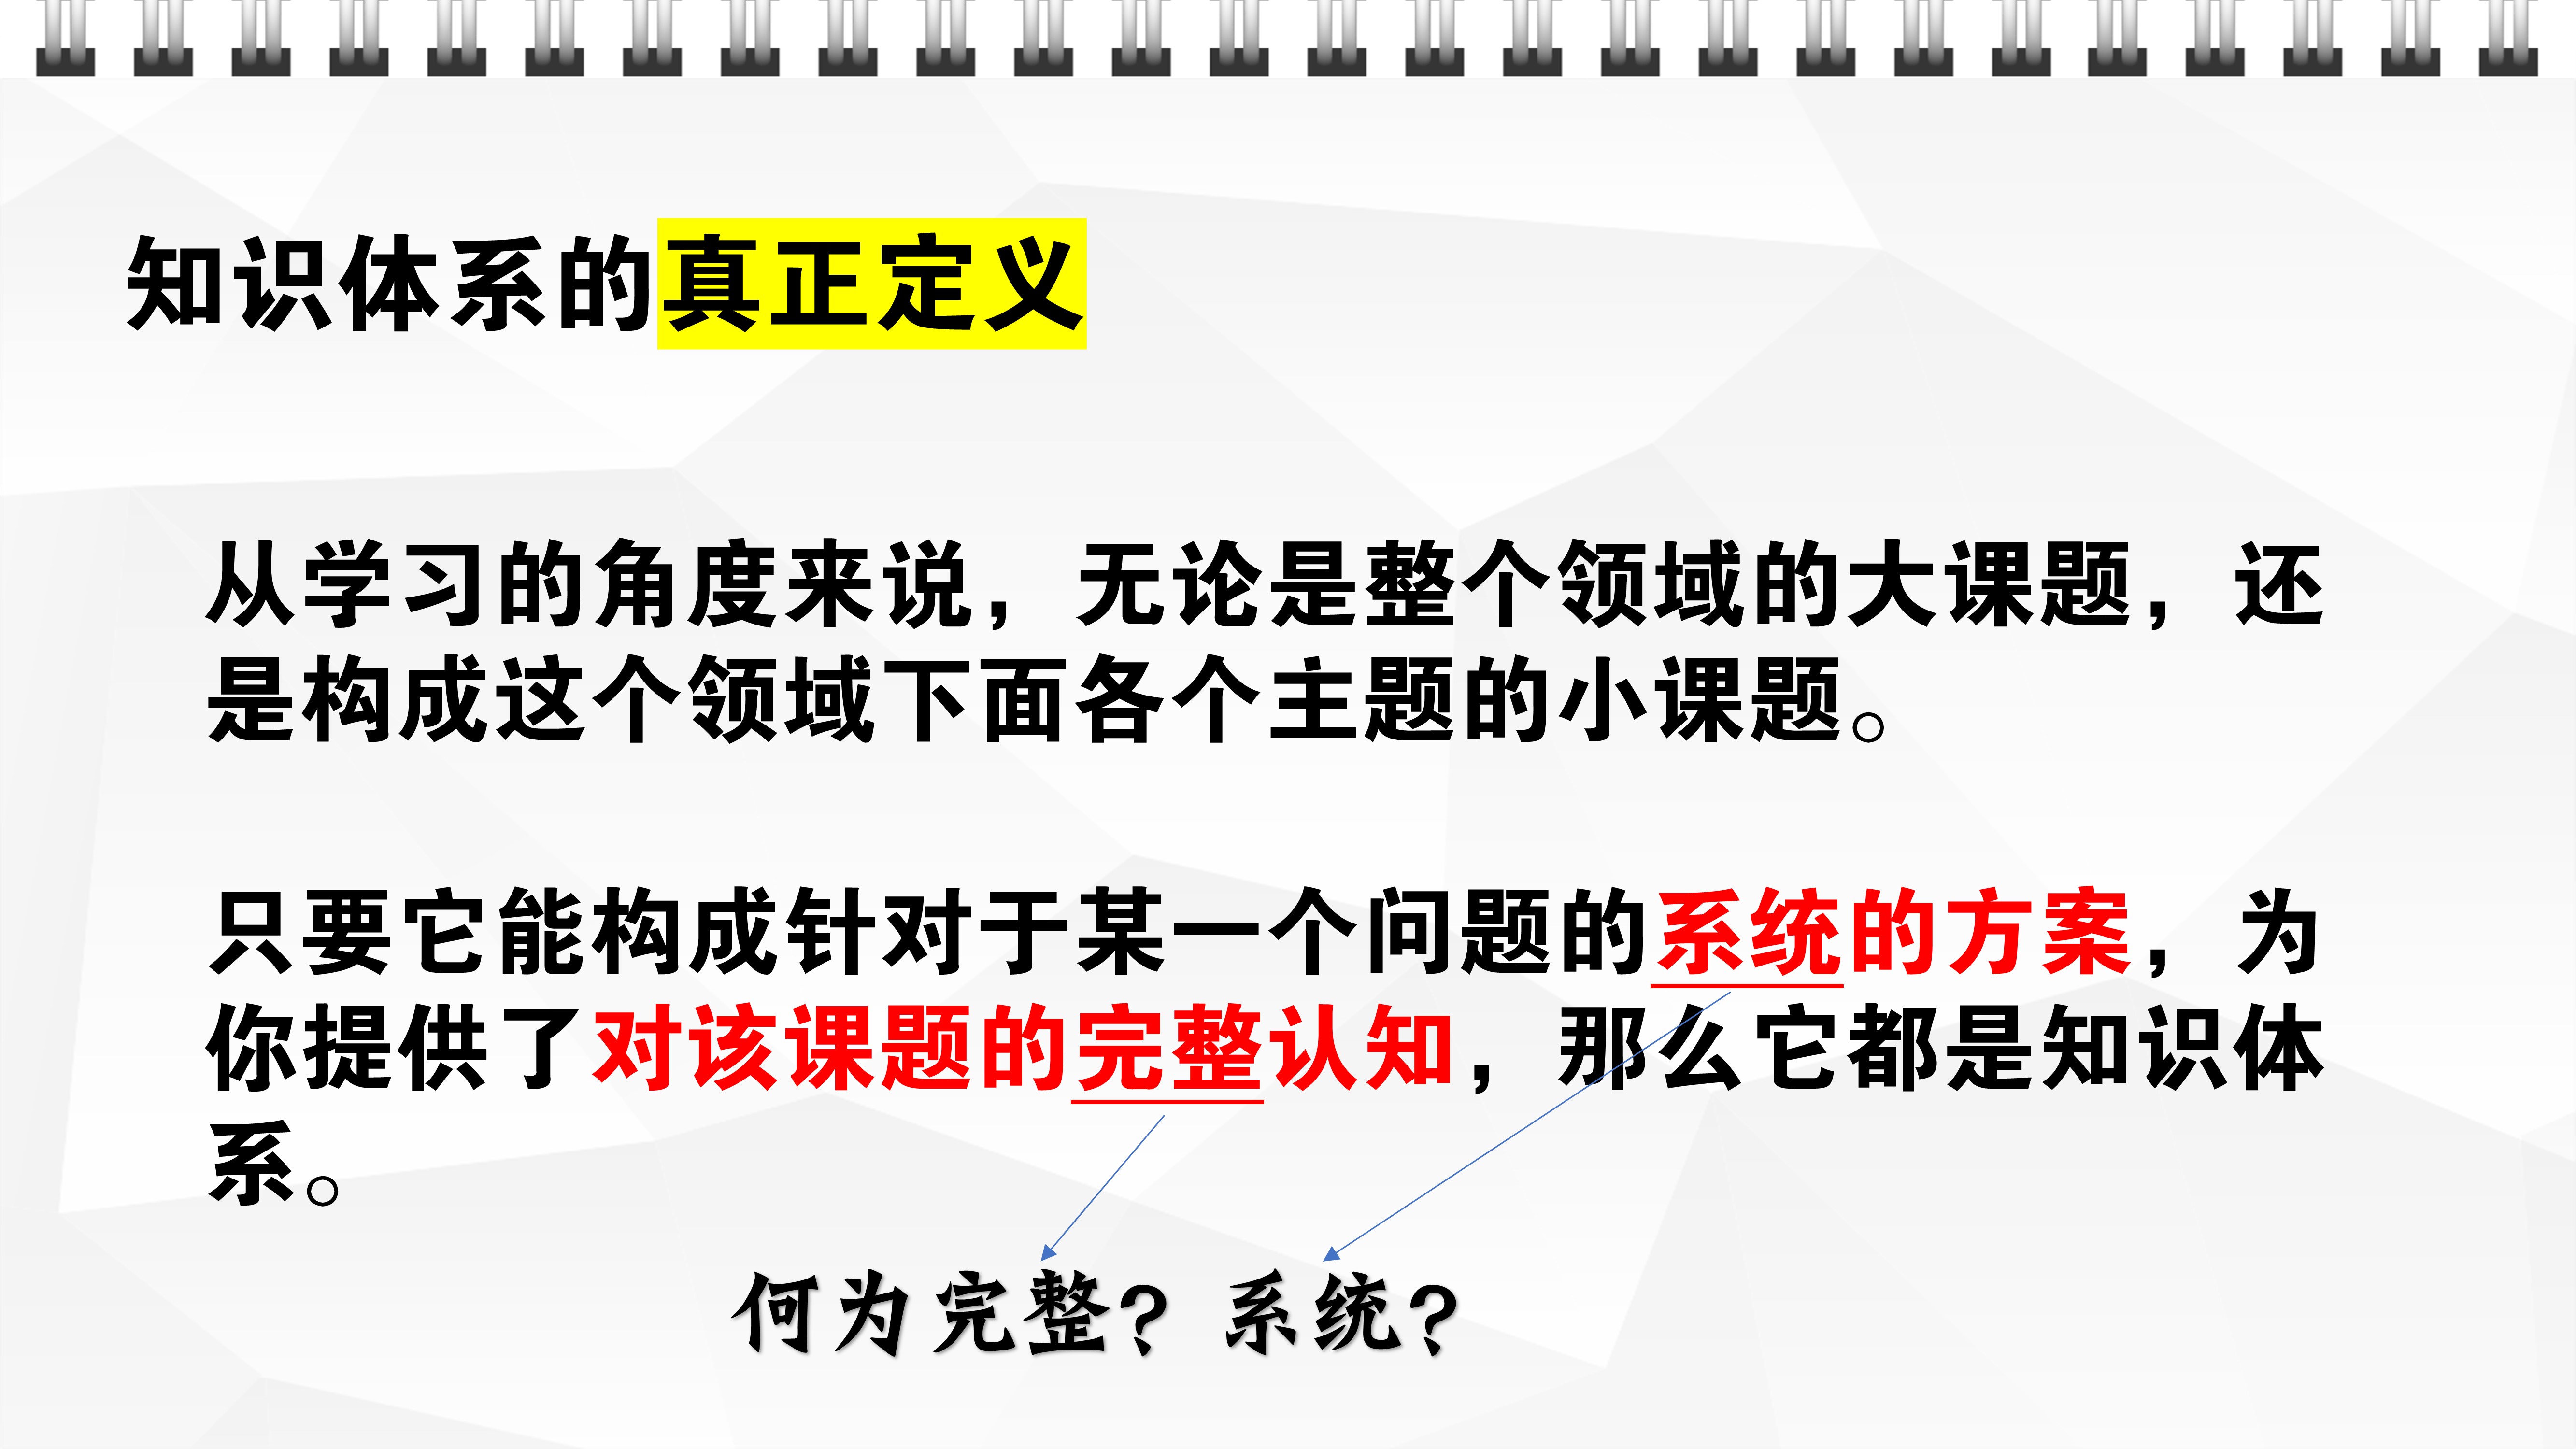 知识体系的真正定义
从学习的角度来说，无论是整个领域的大课题，还
是构成这个领域下面各个主题的小课题。
只要它能构成针对于某一个问题的系统的方案，为
你提供了对该课题的完整认知，那么它都是知识体
系。
何为完整？系统？